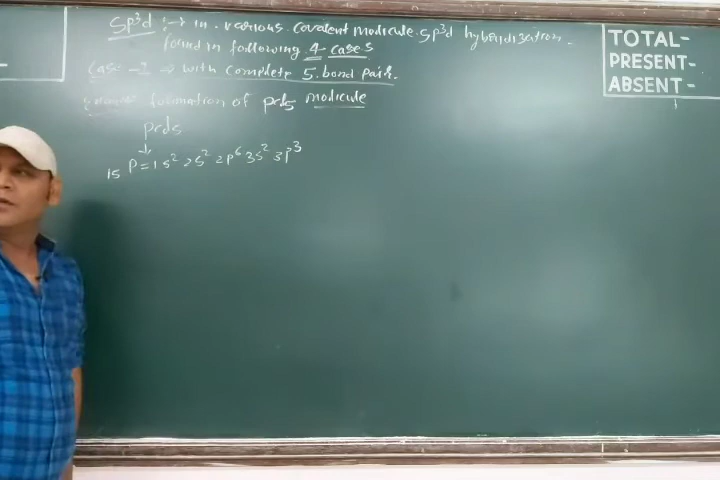 Sp³d :→ in various Covalent Molecule. Sp³d hybridization.
found in following 4 cases
Case-1 ⇒ with Complete 5. bond Pair.
formation of pcl5 molecule
pcl5
↓
15 P = 1s² 2s² 2p⁶ 3s² 3p³
TOTAL-
PRESENT-
ABSENT-